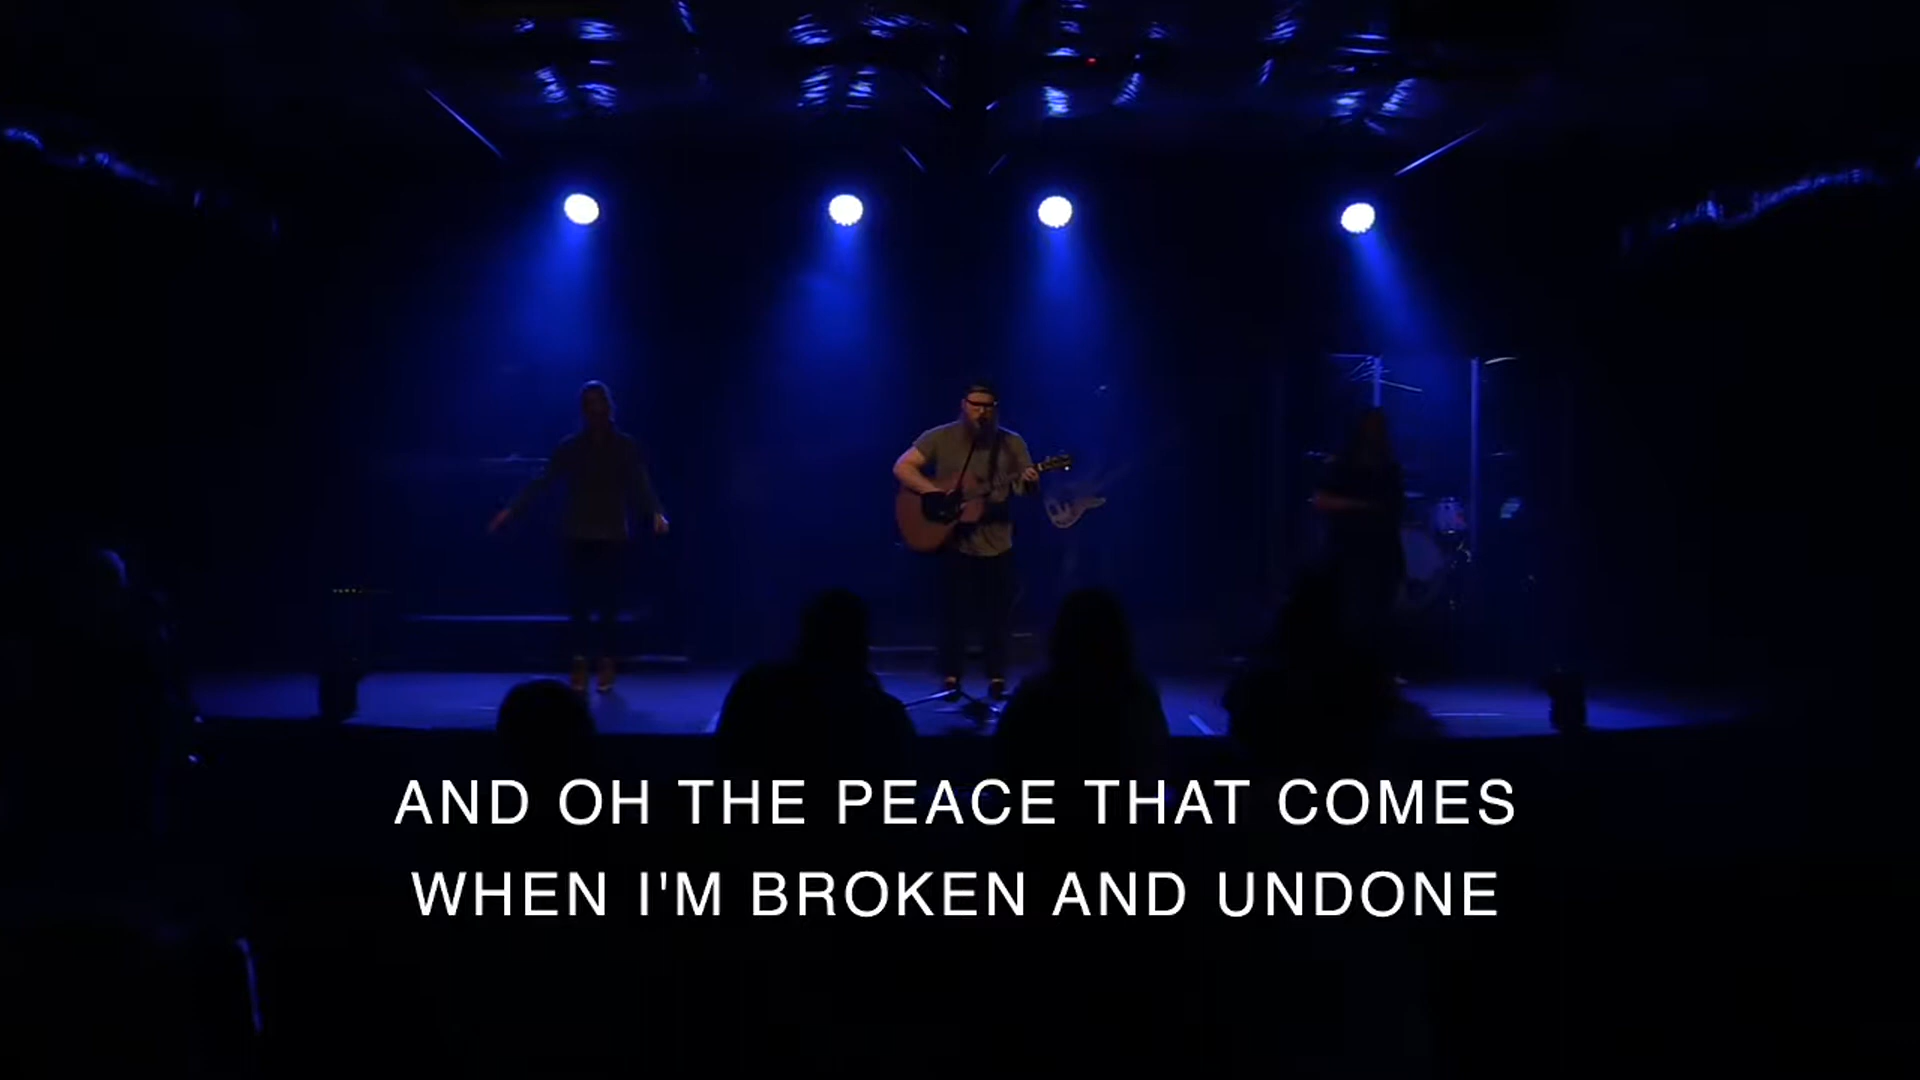 AND OH THE PEACE THAT COMES
WHEN I'M BROKEN AND UNDONE